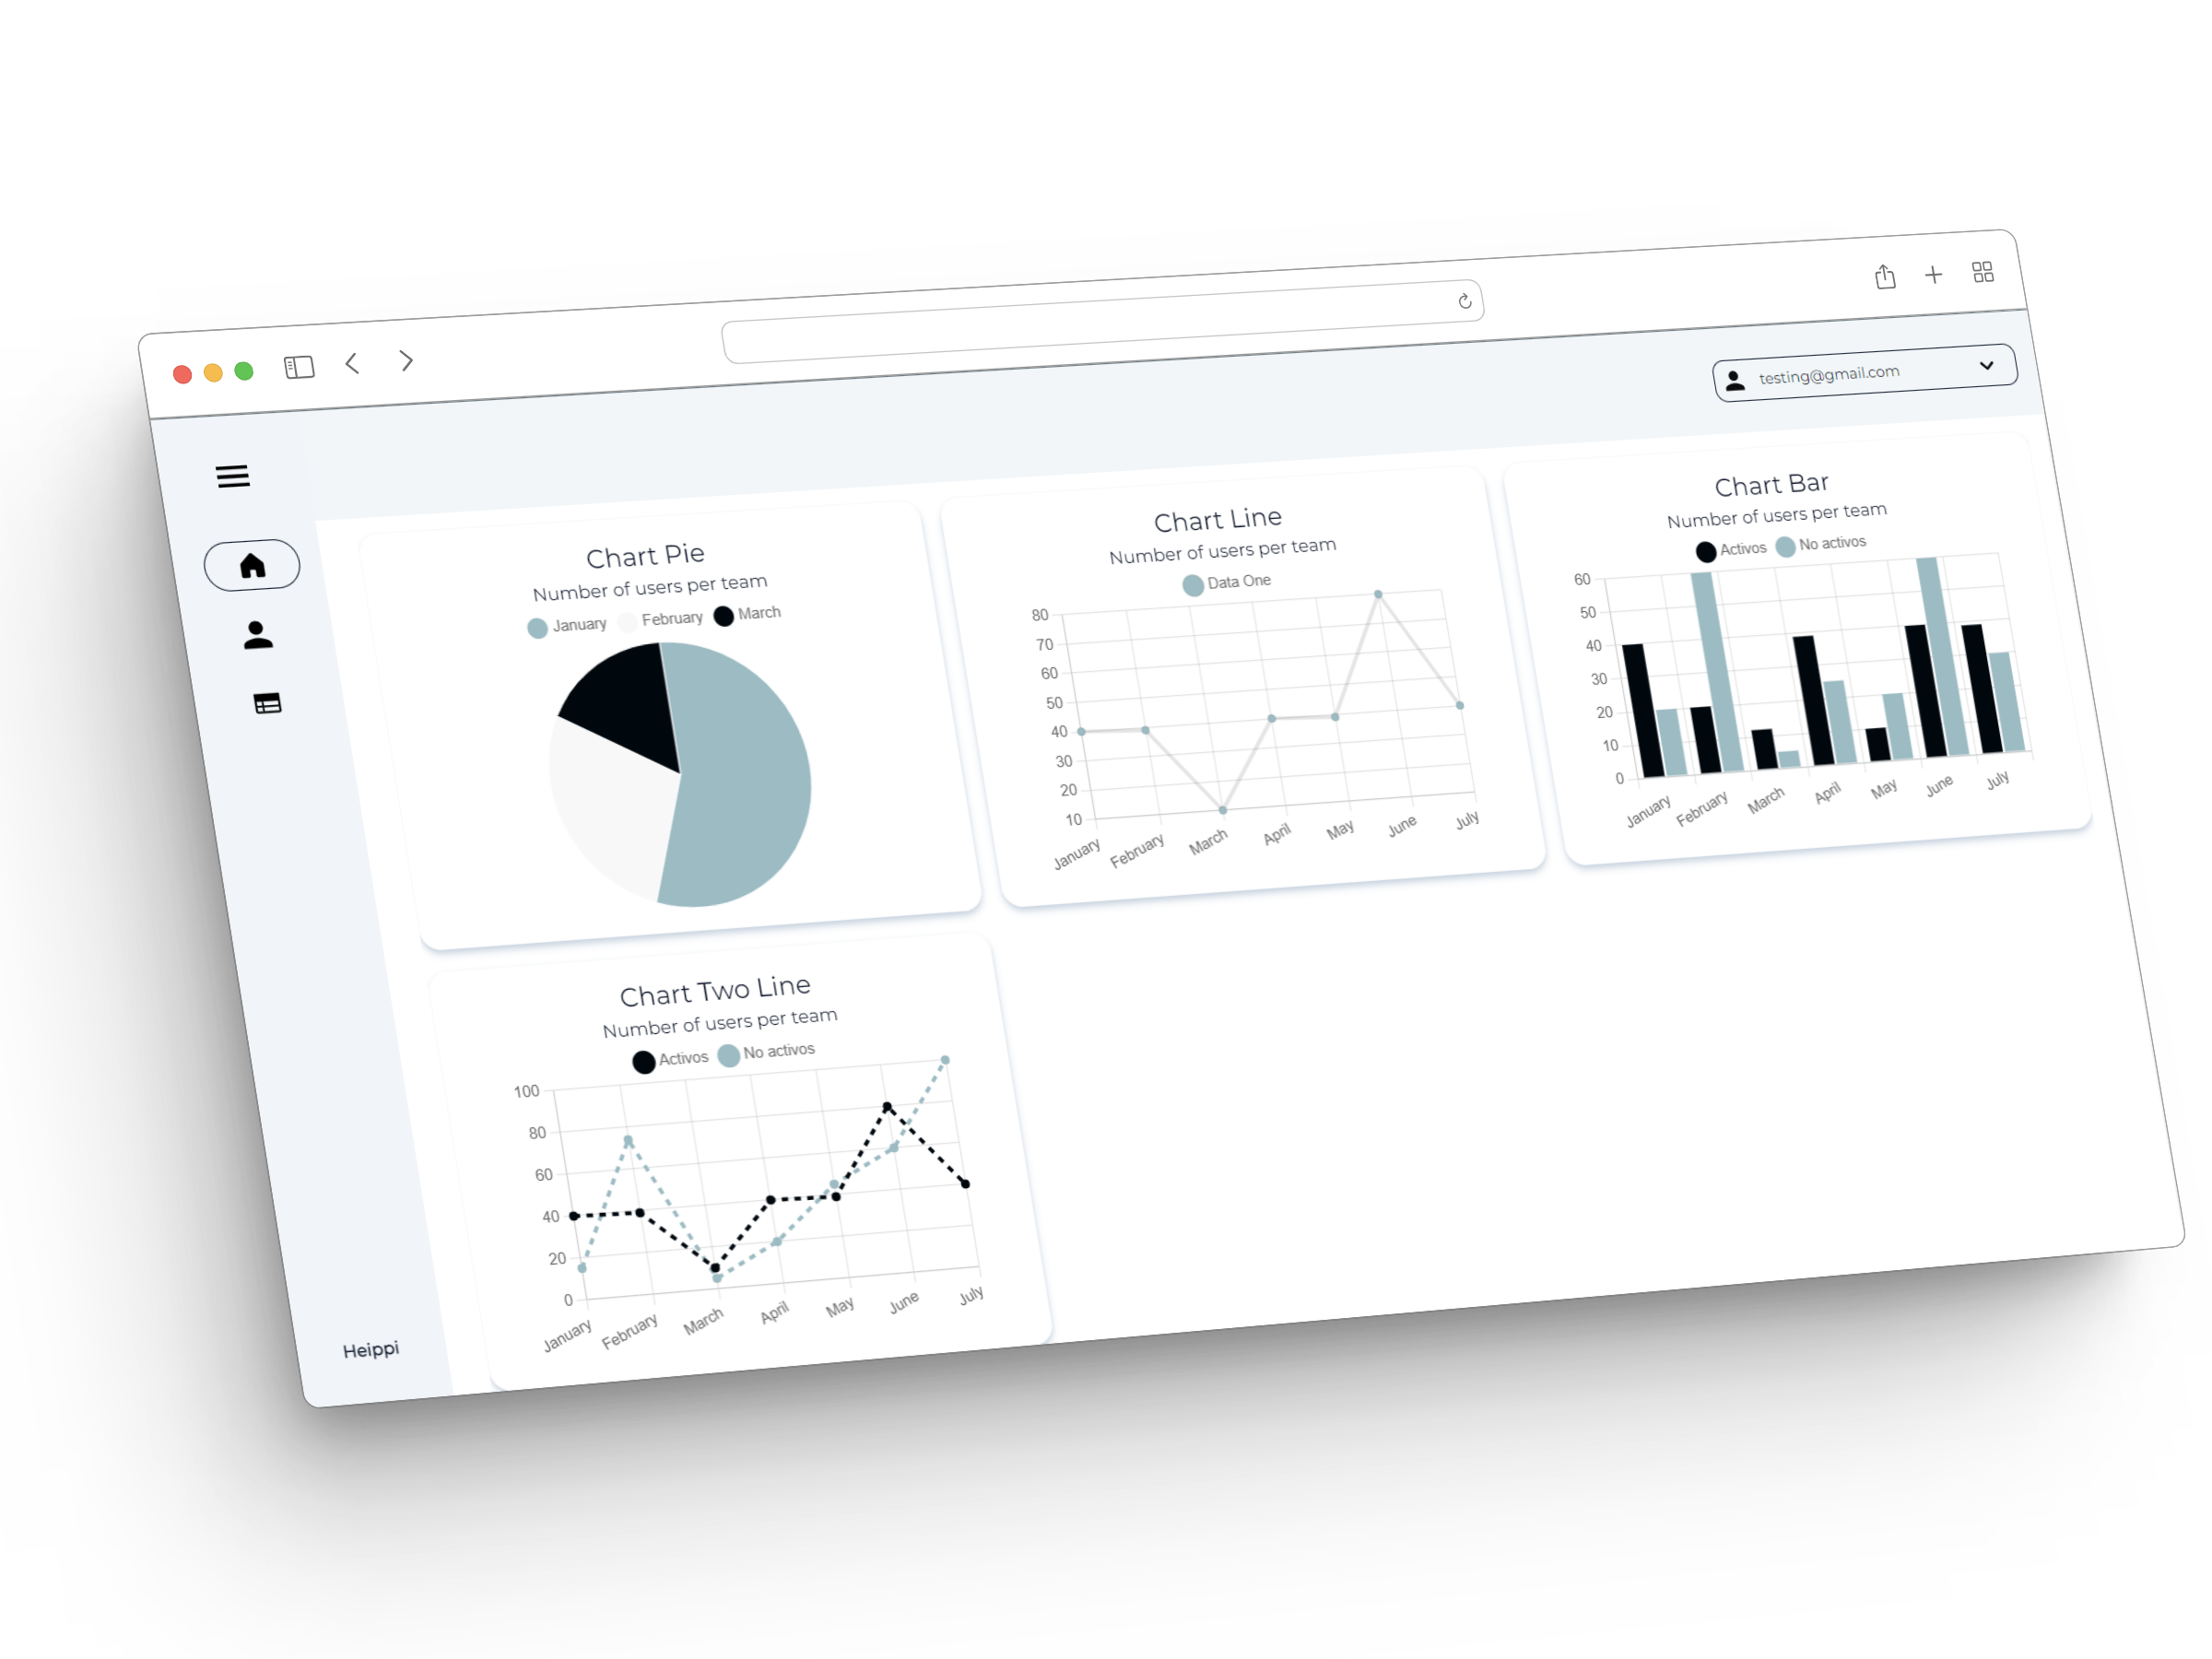 testing@gmail.com
Chart Pie
Number of users per team
January February March
Chart Line
Number of users per team
Data One
80
70
60
50
40
30
20
10
January February March April May June July
Chart Bar
Number of users per team
Activos No activos
60
50
40
30
20
10
0
January February March April May June July
Chart Two Line
Number of users per team
Activos No activos
100
80
60
40
20
0
January February March April May June July
Heippi